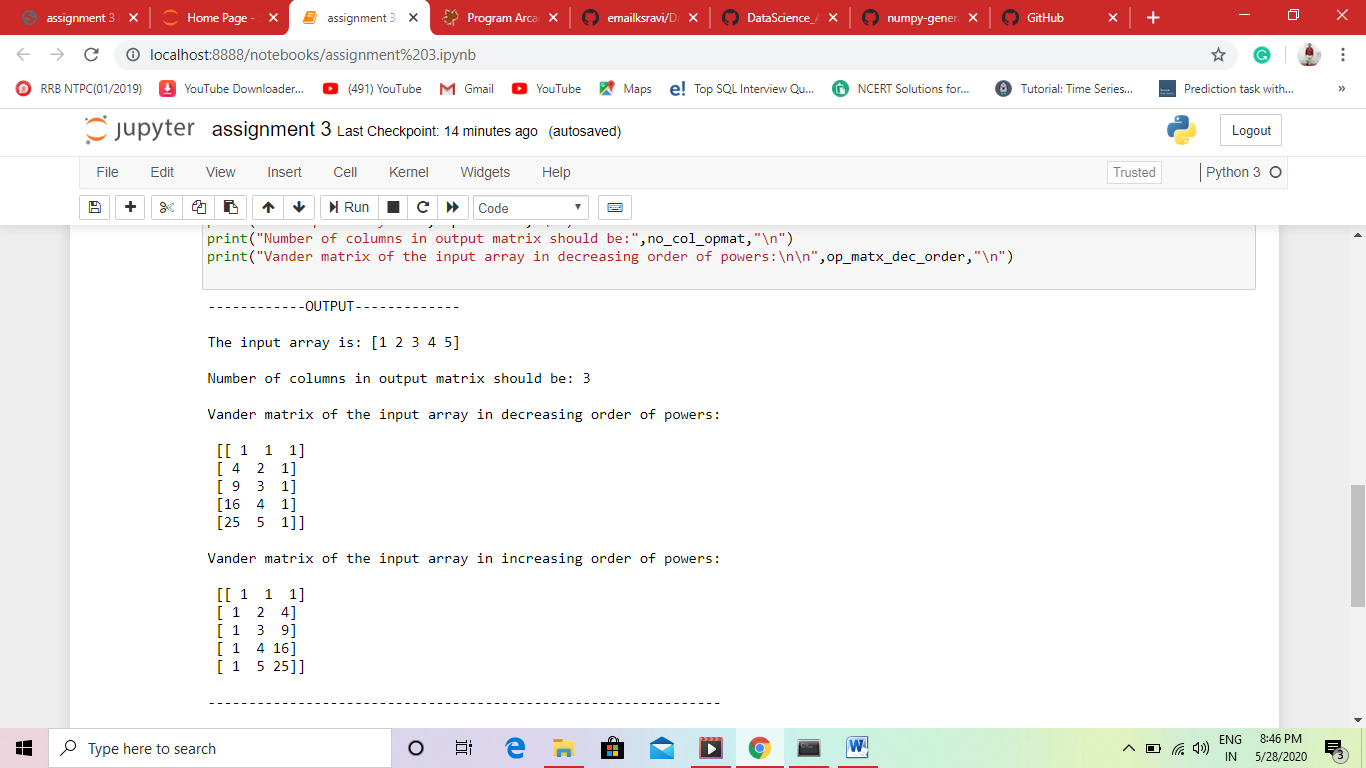 assignment 3
Home Page -
assignment 3
Program Arca
emailksravi/Da
DataScience_A
numpy-gener
GitHub
localhost:8888/notebooks/assignment%203.ipynb
RRB NTPC(01/2019)
YouTube Downloader...
(491) YouTube
Gmail
YouTube
Maps
e! Top SQL Interview Qu...
NCERT Solutions for...
Tutorial: Time Series...
Prediction task with...
»
jupyter assignment 3 Last Checkpoint: 14 minutes ago (autosaved)
Logout
File Edit View Insert Cell Kernel Widgets Help
Trusted
Python 3
Run
Code
print("Number of columns in output matrix should be:",no_col_opmat,"\n")
print("Vander matrix of the input array in decreasing order of powers:\n\n",op_matx_dec_order,"\n")
------------OUTPUT-------------
The input array is: [1 2 3 4 5]
Number of columns in output matrix should be: 3
Vander matrix of the input array in decreasing order of powers:
[[ 1  1  1]
[ 4  2  1]
[ 9  3  1]
[16  4  1]
[25  5  1]]
Vander matrix of the input array in increasing order of powers:
[[ 1  1  1]
[ 1  2  4]
[ 1  3  9]
[ 1  4 16]
[ 1  5 25]]
---------------------------------------------------------------
Type here to search
ENG
IN
8:46 PM
5/28/2020
3